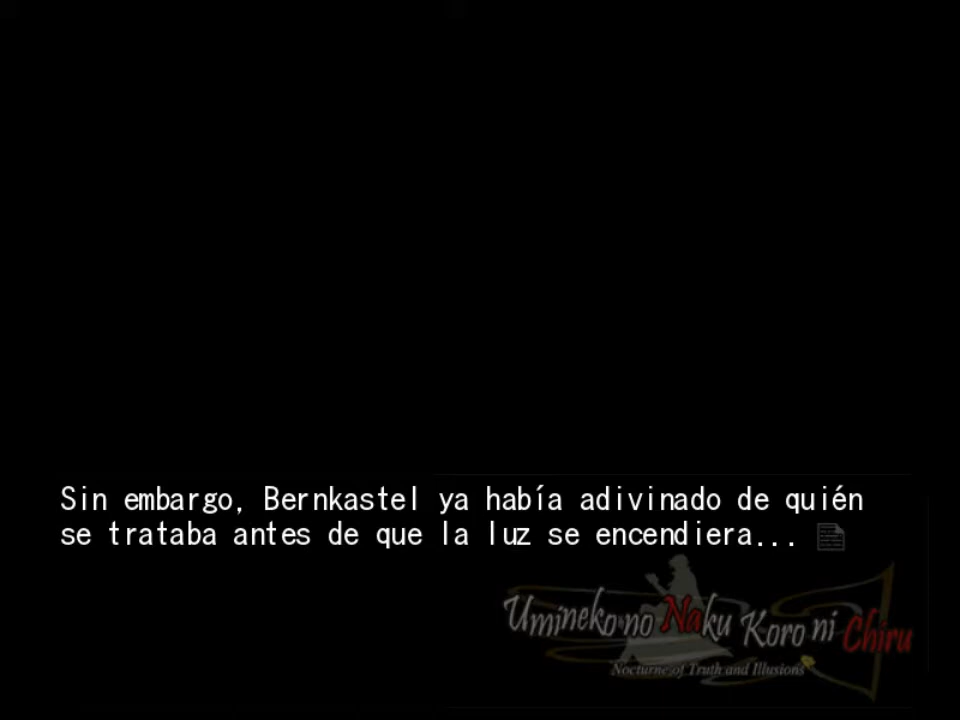 Sin embargo, Bernkastel ya había adivinado de quién
se trataba antes de que la luz se encendiera...
Umineko no Naku Koro ni Chiru
Nocturne of Truth and Illusions